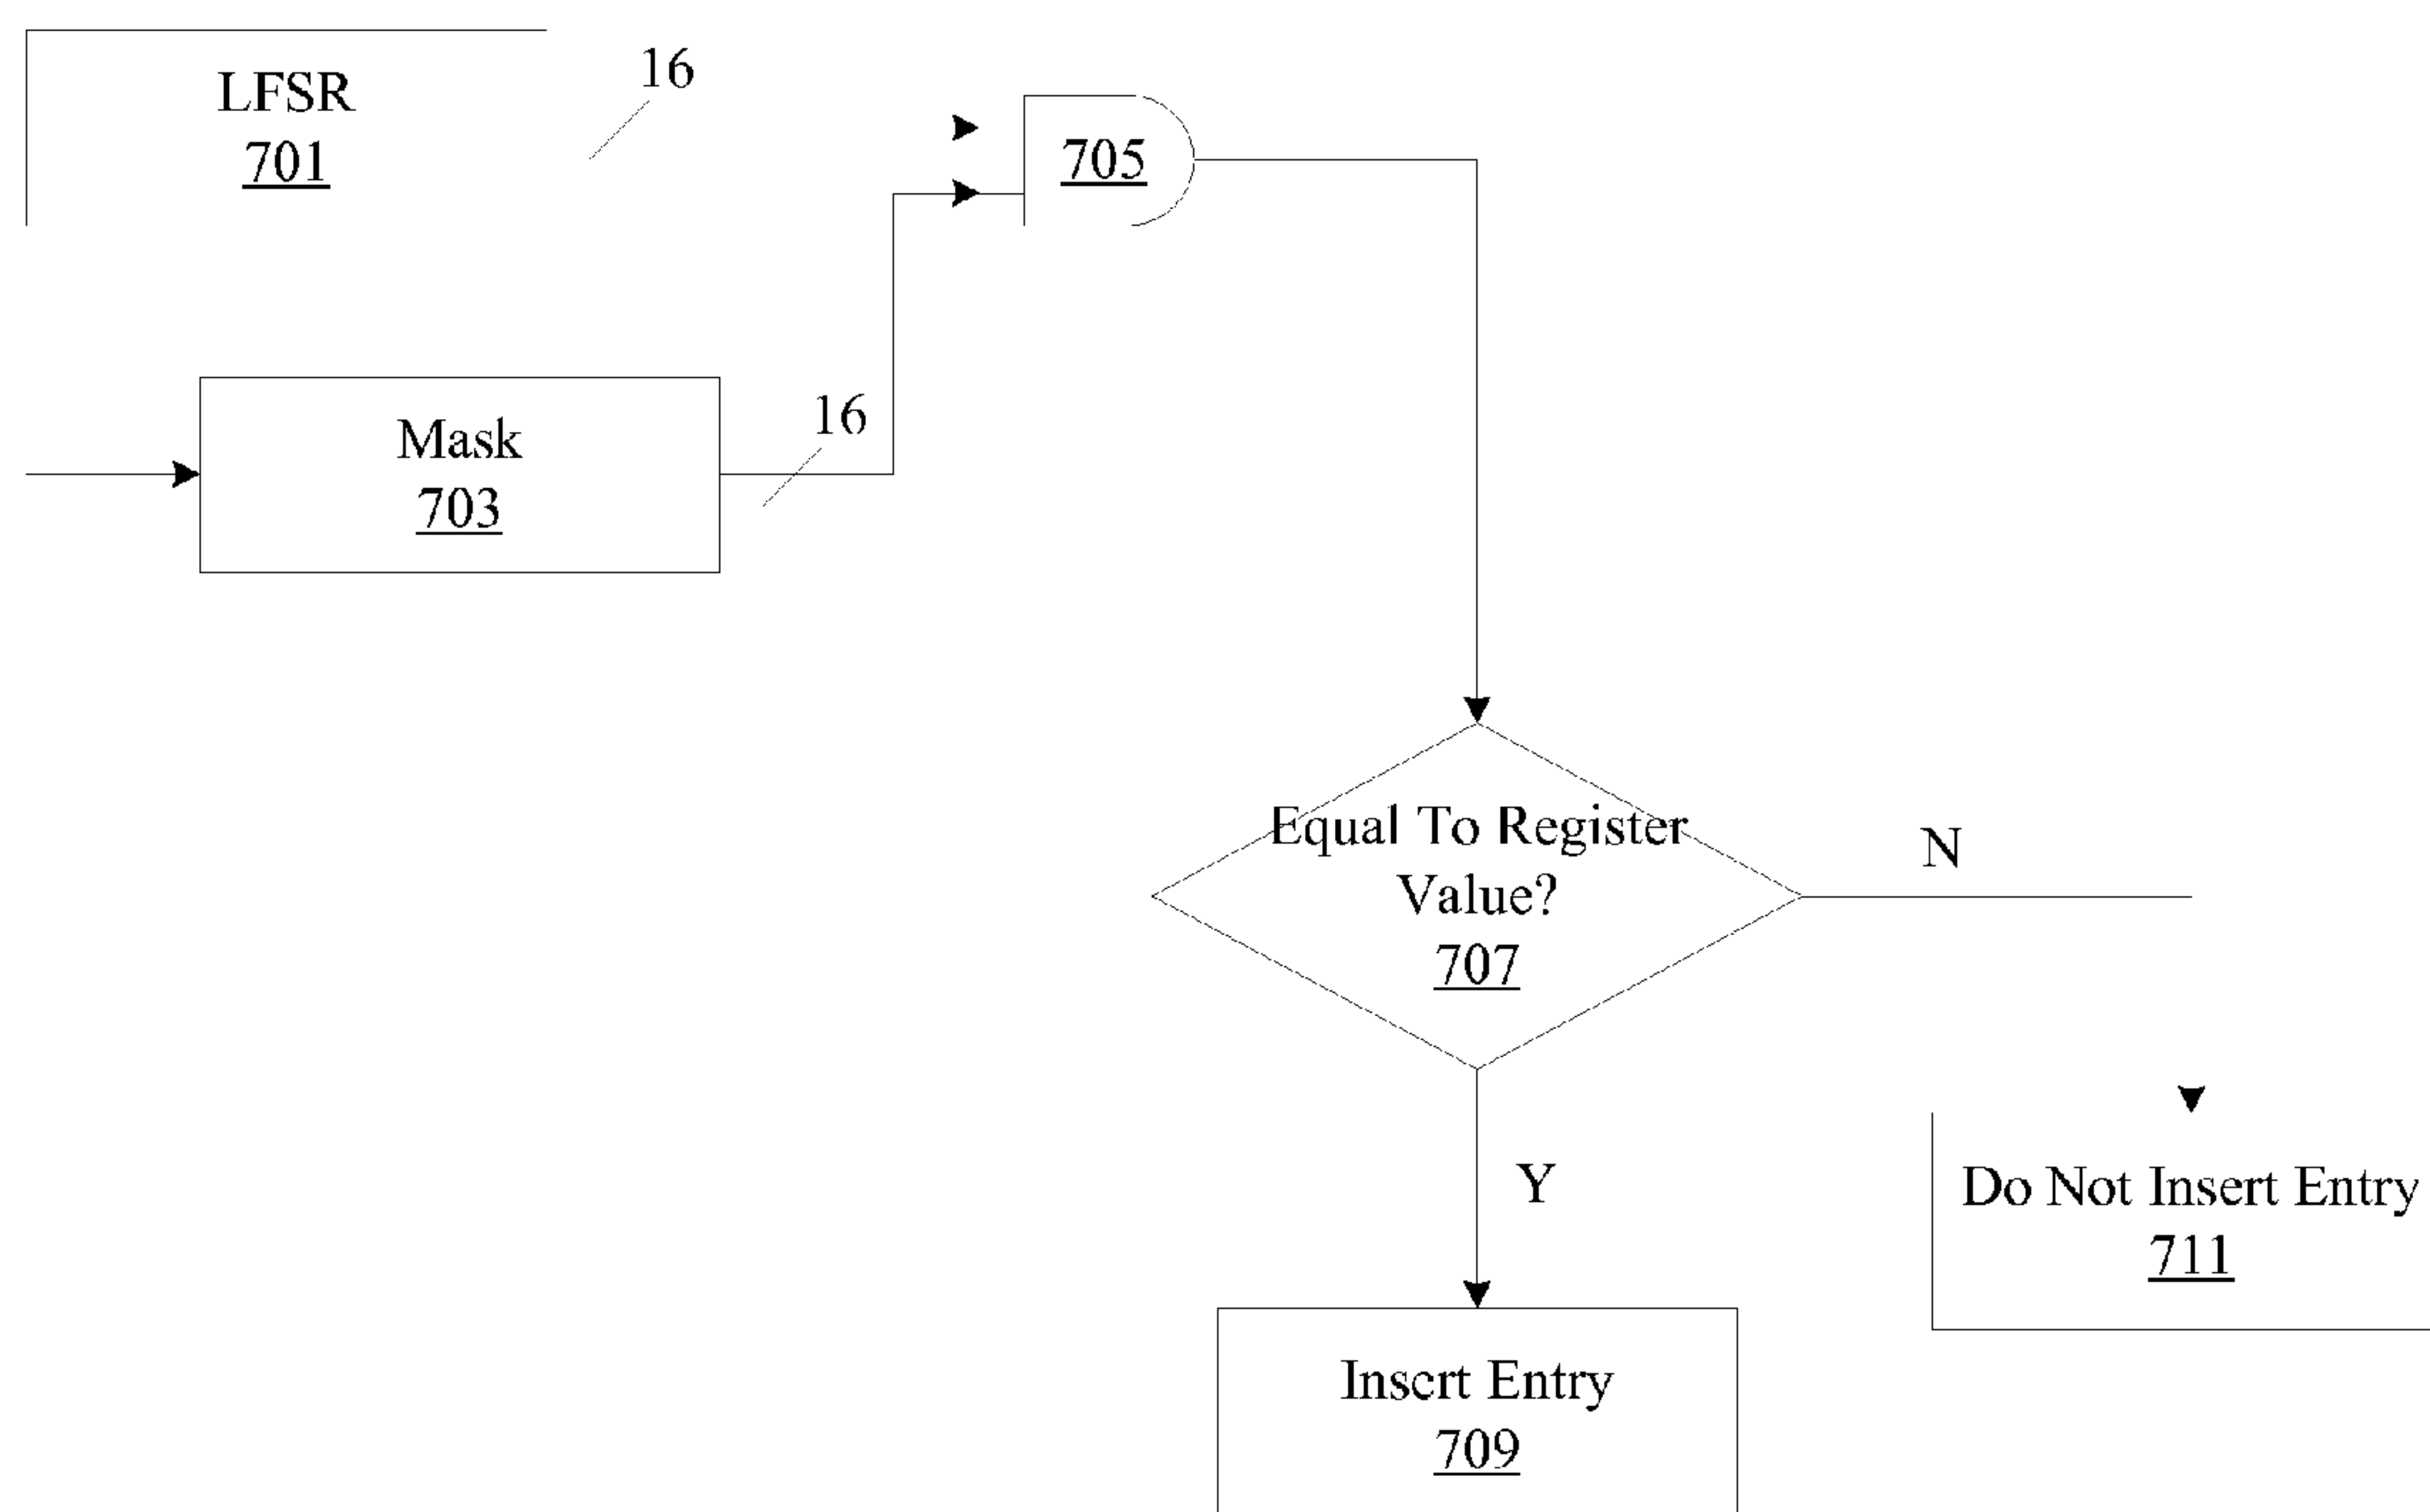 LFSR
701
16
705
Mask
703
16
Equal To Register
Value?
707
N
Y
Do Not Insert Entry
711
Insert Entry
709